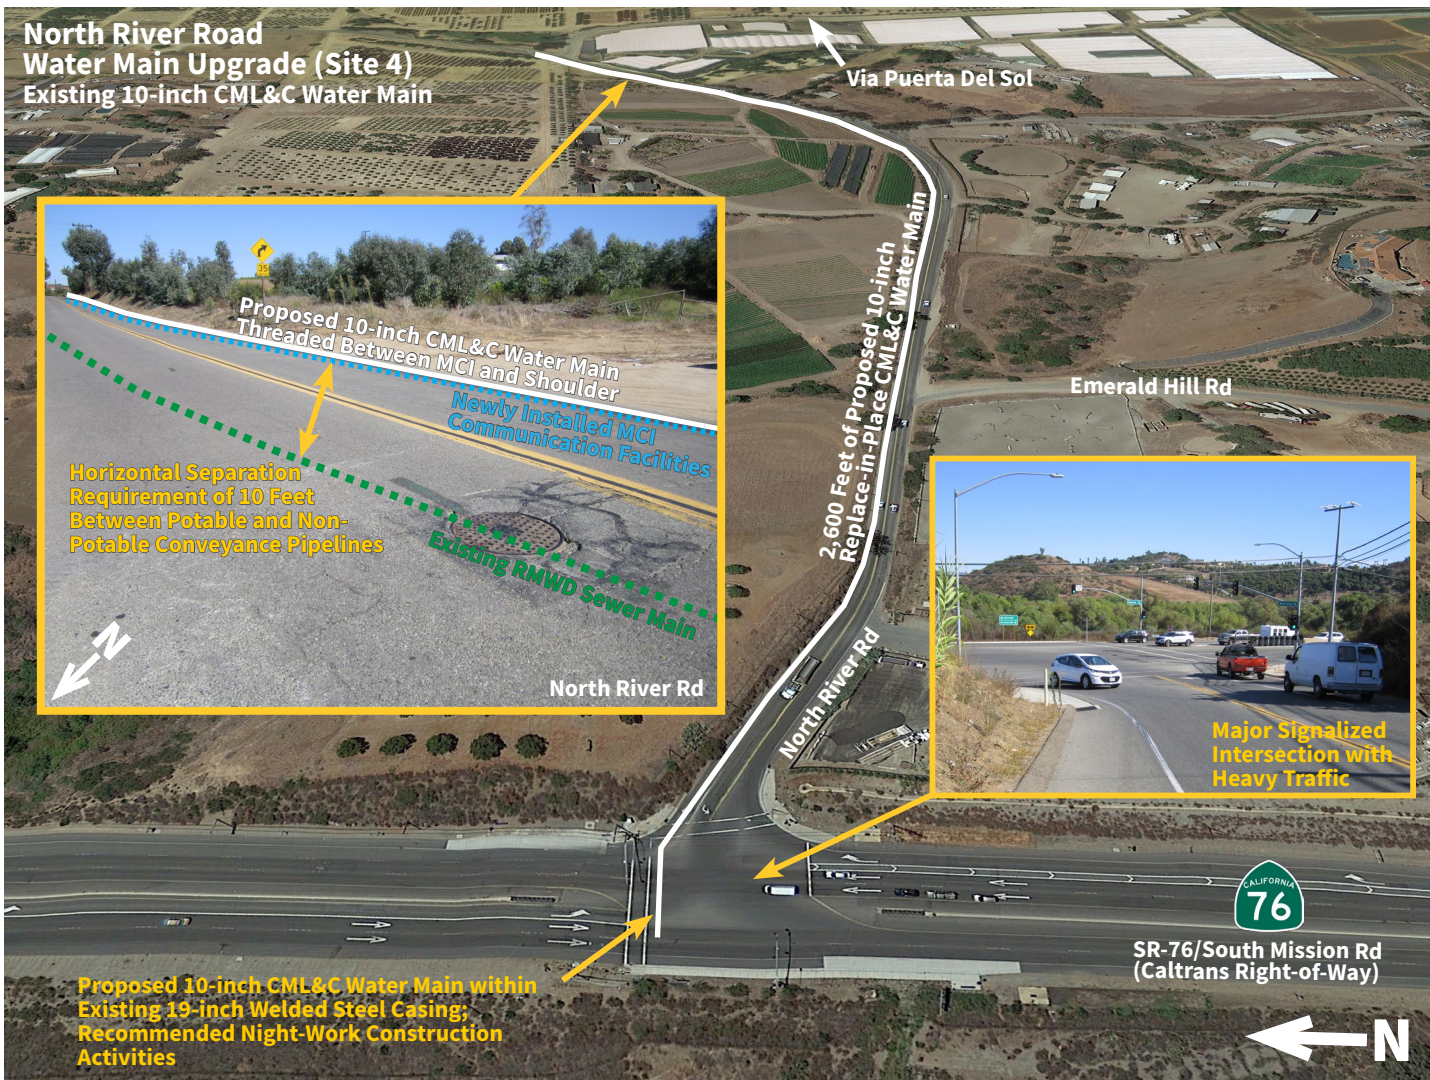 North River Road
Water Main Upgrade (Site 4)
Existing 10-inch CML&C Water Main
Via Puerta Del Sol
35
Proposed 10-inch CML&C Water Main
Threaded Between MCI and Shoulder
Newly Installed MCI
Communication Facilities
Horizontal Separation
Requirement of 10 Feet
Between Potable and Non-
Potable Conveyance Pipelines
Existing RMWD Sewer Main
N
North River Rd
2,600 Feet of Proposed 10-inch
Replace-in-Place CML&C Water Main
Emerald Hill Rd
North River Rd
Major Signalized
Intersection with
Heavy Traffic
CALIFORNIA
76
SR-76/South Mission Rd
(Caltrans Right-of-Way)
Proposed 10-inch CML&C Water Main within
Existing 19-inch Welded Steel Casing;
Recommended Night-Work Construction
Activities
N